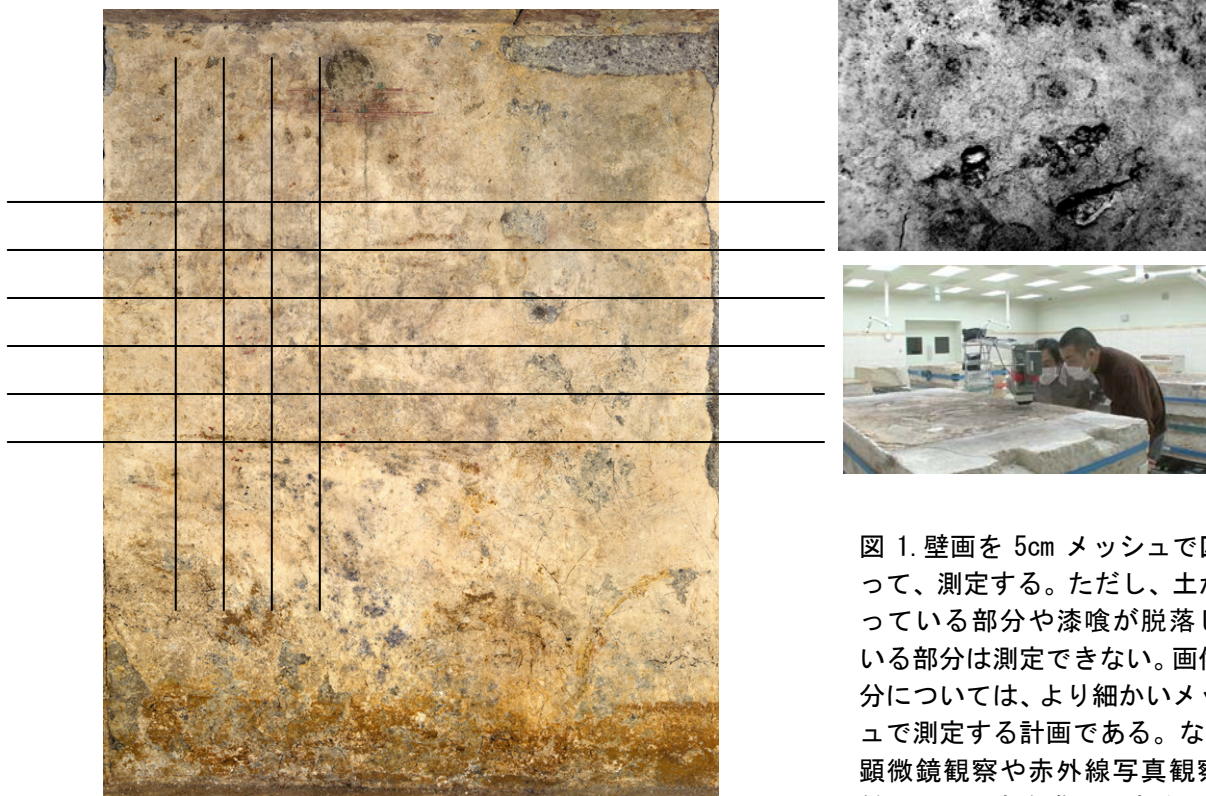 図 1.壁画を 5cm メッシュで
って、測定する。ただし、土
っている部分や漆喰が脱落し
いる部分は測定できない。画
分については、より細かいメッ
ュで測定する計画である。な
顕微鏡観察や赤外線写真観察